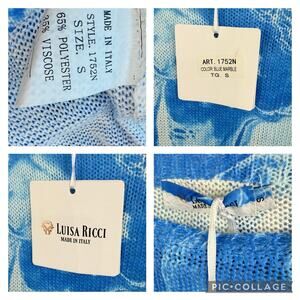 MADE IN ITALY
STYLE. 1752N
SIZE. S
65% POLYESTER
35% VISCOSE
ART. 1752N
COLOR BLUE MARBLE
TG. S
LUISA RICCI
MADE IN ITALY
S
PIC•COLLAGE